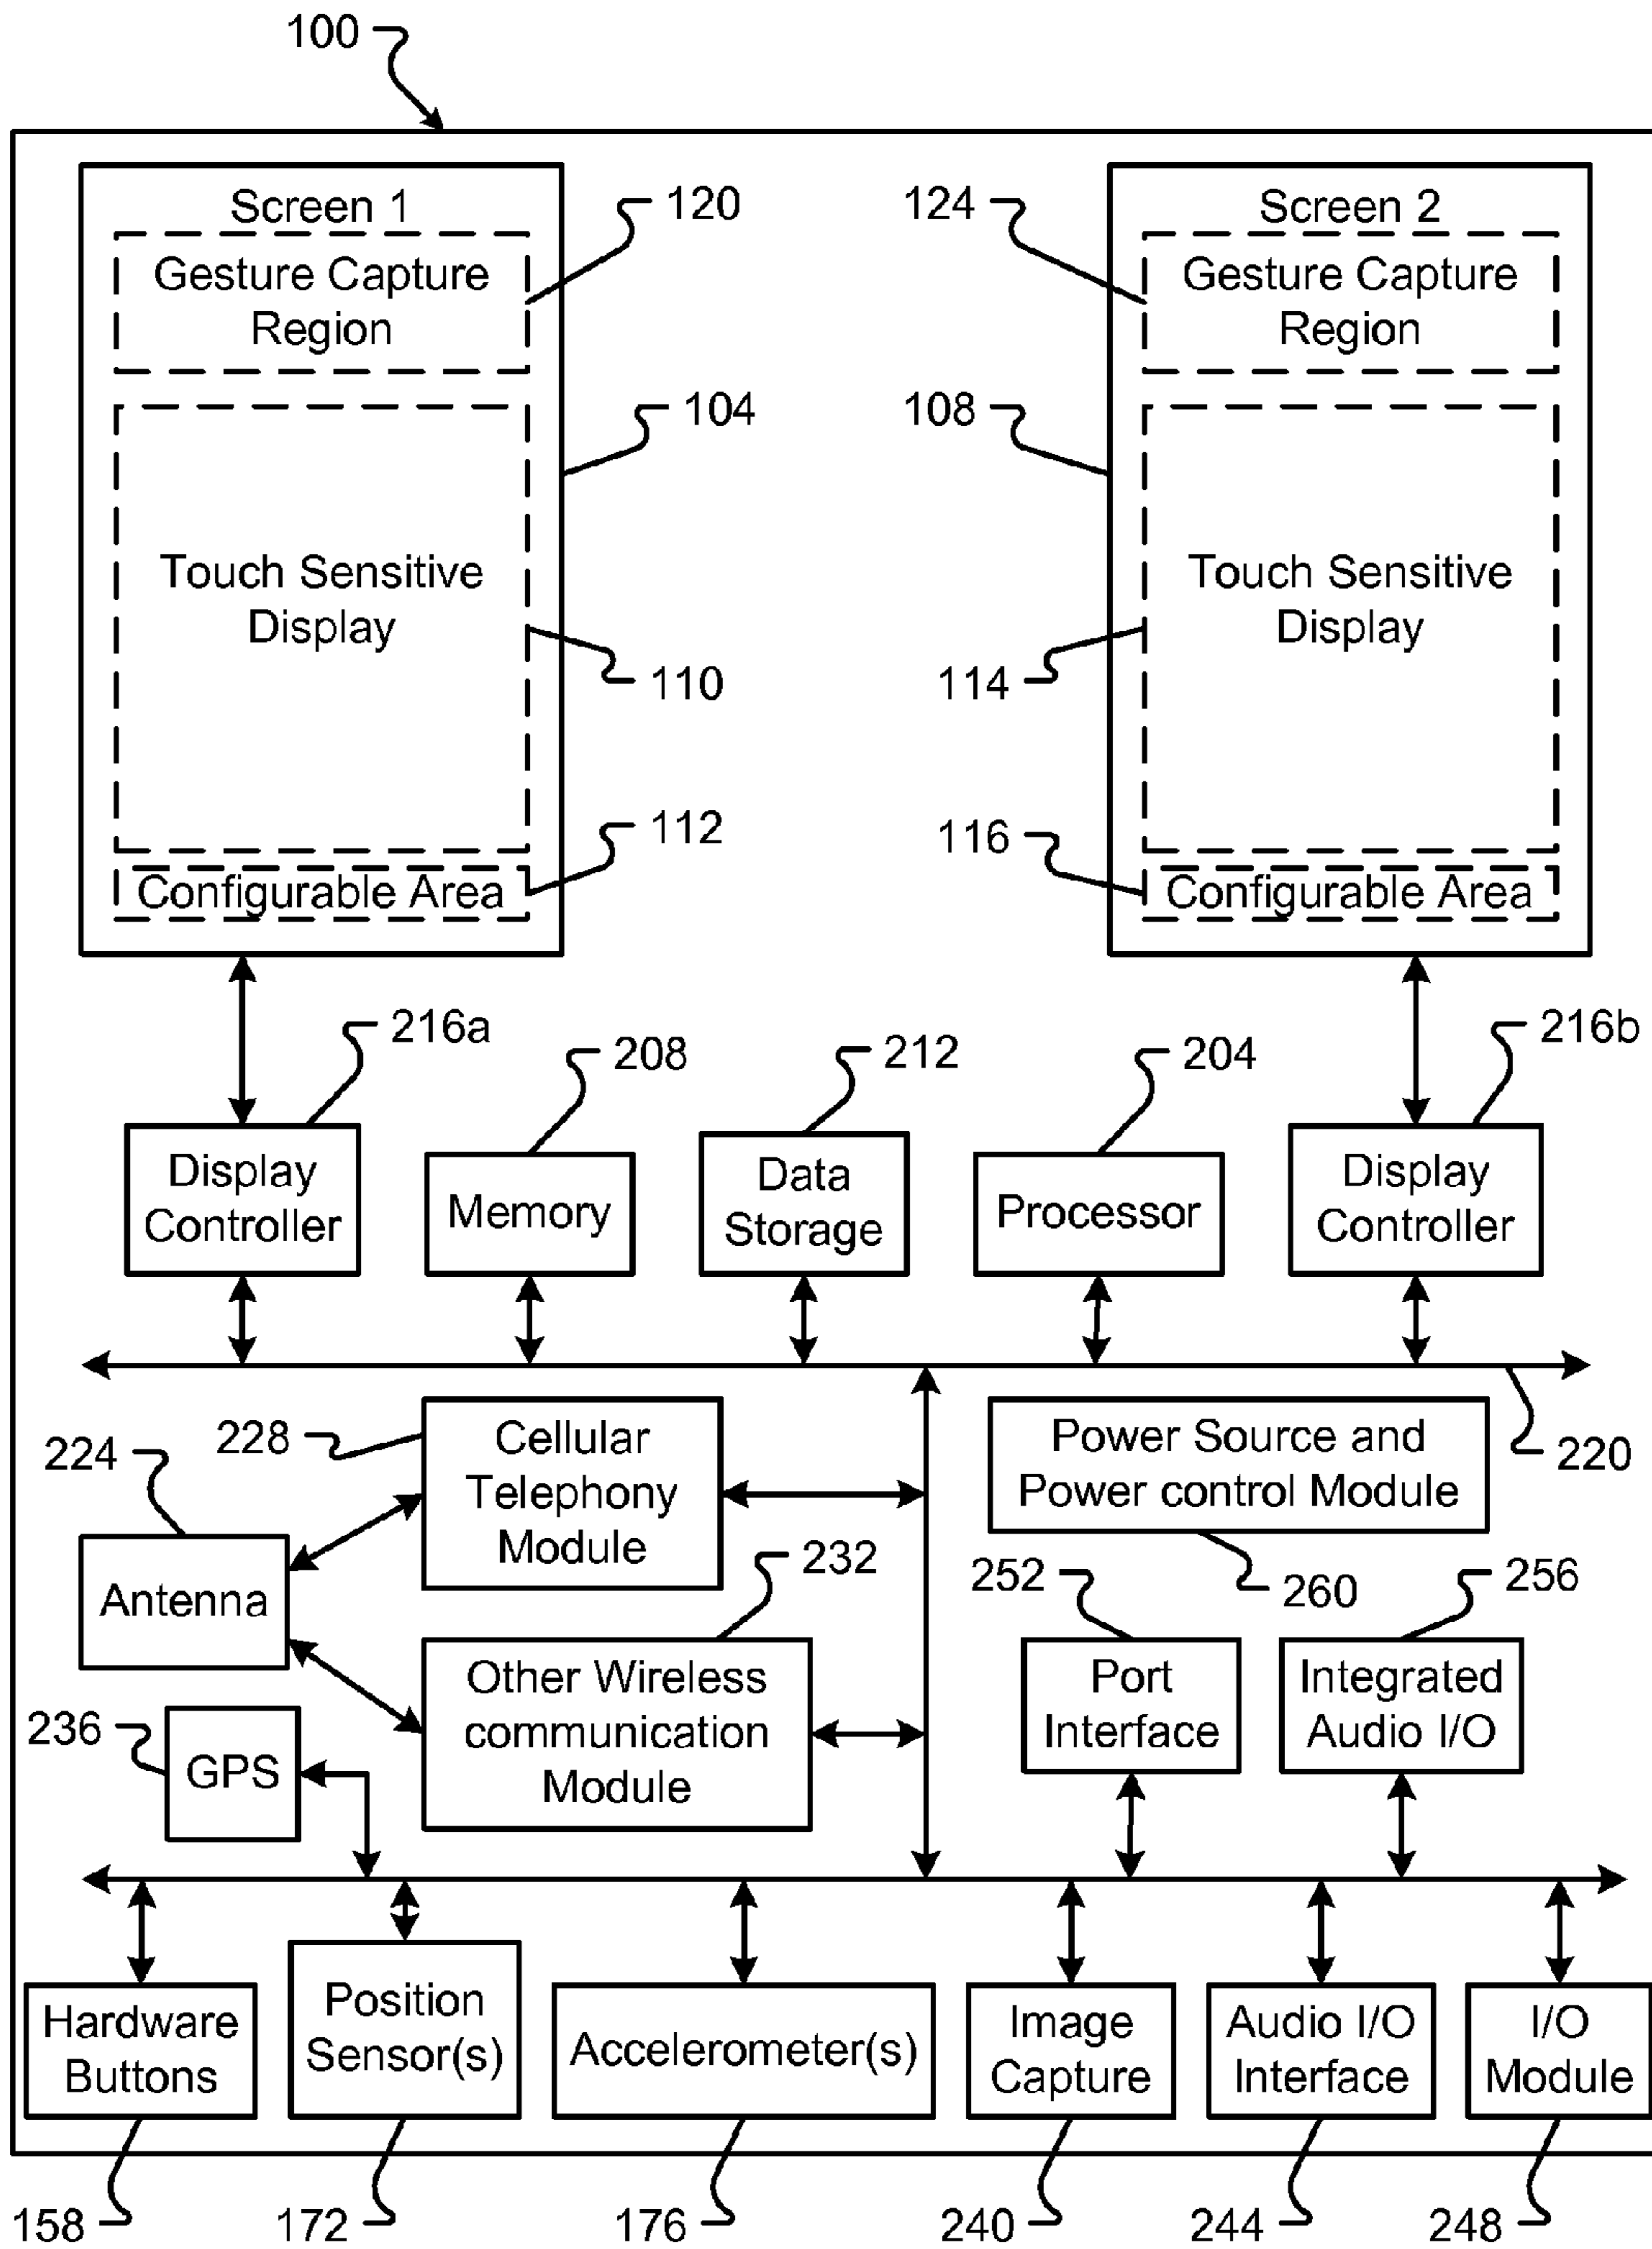 100
Screen 1
120
124
Screen 2
Gesture Capture
Region
Gesture Capture
Region
104
108
Touch Sensitive
Display
Touch Sensitive
Display
110
114
112
116
Configurable Area
Configurable Area
216a
208
212
204
216b
Display
Controller
Memory
Data
Storage
Processor
Display
Controller
228
Cellular
Telephony
Module
Power Source and
Power control Module
220
224
Antenna
232
252
260
256
Other Wireless
communication
Module
Port
Interface
Integrated
Audio I/O
236
GPS
Hardware
Buttons
Position
Sensor(s)
Accelerometer(s)
Image
Capture
Audio I/O
Interface
I/O
Module
158
172
176
240
244
248